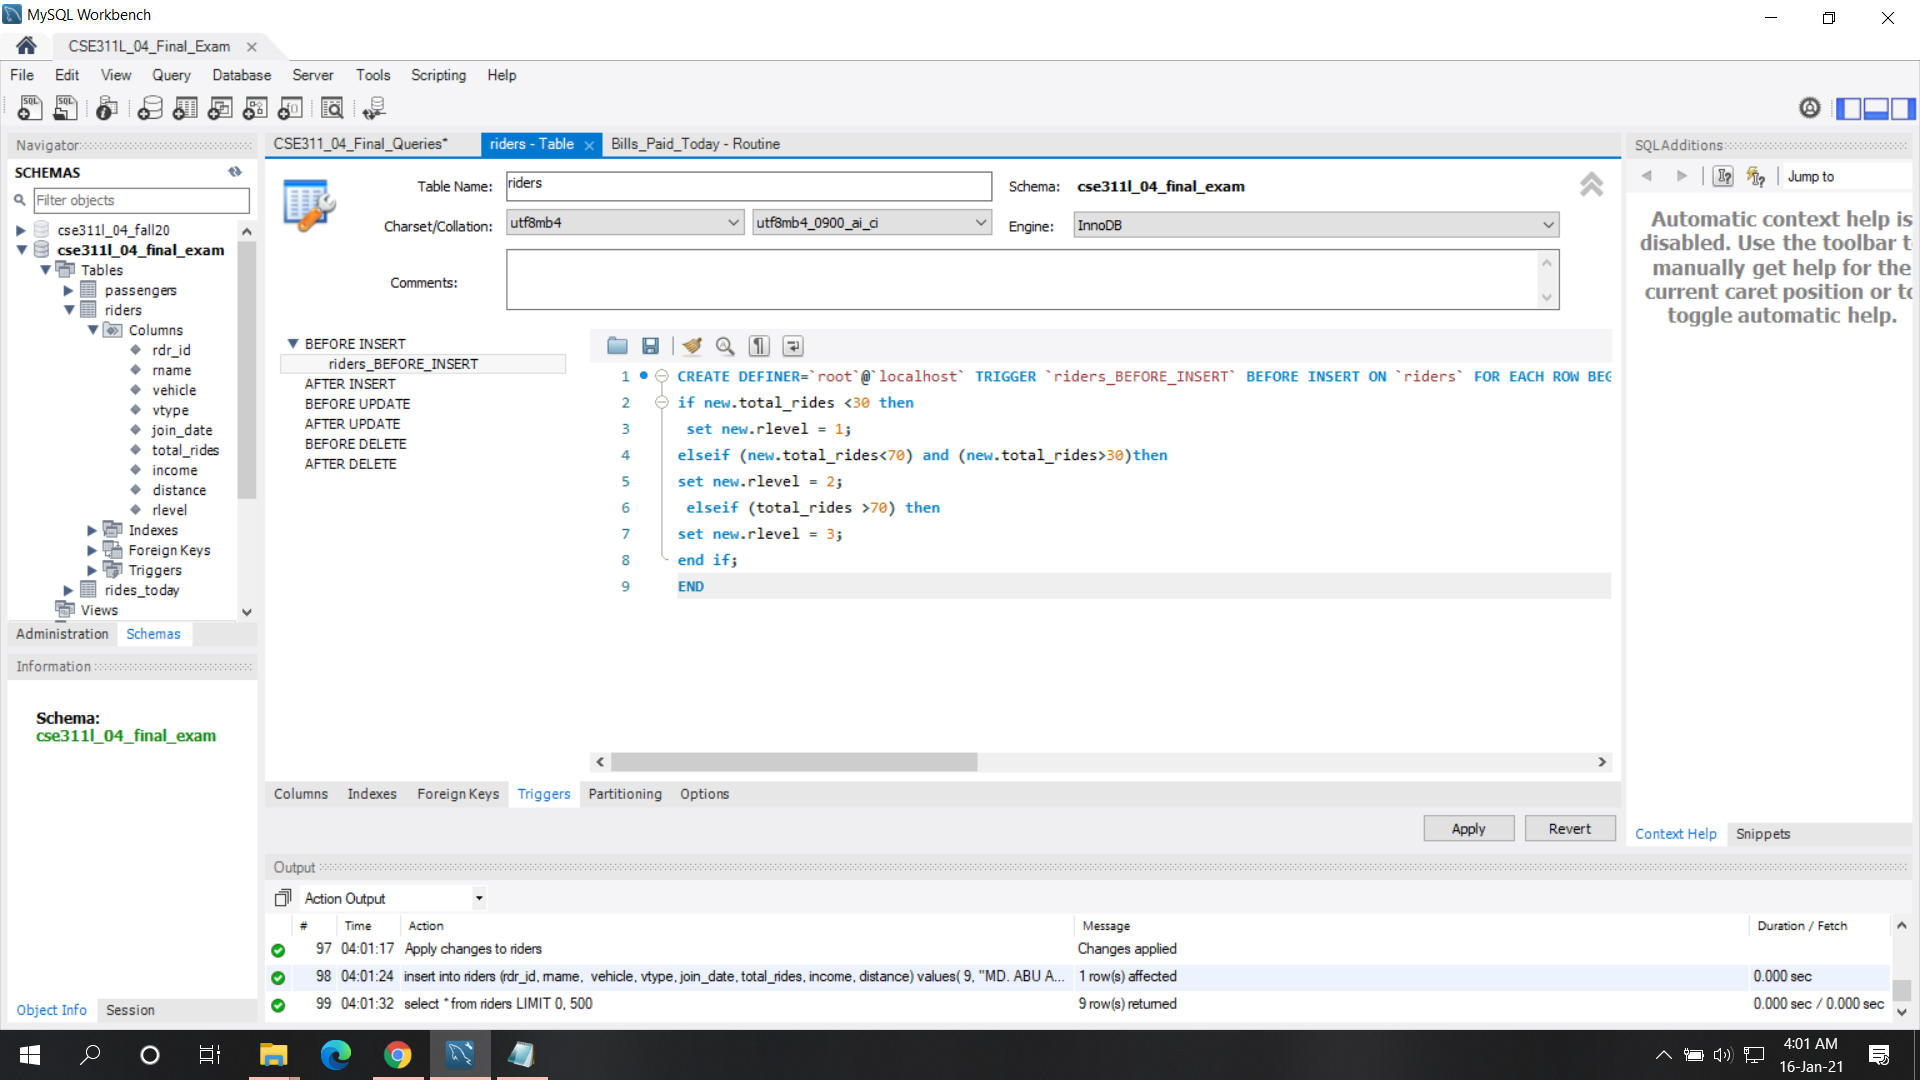 MySQL Workbench
CSE311L_04_Final_Exam
File Edit View Query Database Server Tools Scripting Help
Navigator
SCHEMAS
Filter objects
cse311l_04_fall20
cse311l_04_final_exam
Tables
passengers
riders
Columns
rdr_id
rname
vehicle
vtype
join_date
total_rides
income
distance
rlevel
Indexes
Foreign Keys
Triggers
rides_today
Views
Administration Schemas
Information
Schema:
cse311l_04_final_exam
Object Info Session
CSE311_04_Final_Queries* riders - Table Bills_Paid_Today - Routine
Table Name: riders Schema: cse311l_04_final_exam
Charset/Collation: utf8mb4 utf8mb4_0900_ai_ci Engine: InnoDB
Comments:
BEFORE INSERT
riders_BEFORE_INSERT
AFTER INSERT
BEFORE UPDATE
AFTER UPDATE
BEFORE DELETE
AFTER DELETE
1 CREATE DEFINER=`root`@`localhost` TRIGGER `riders_BEFORE_INSERT` BEFORE INSERT ON `riders` FOR EACH ROW BEG
2 if new.total_rides <30 then
3 set new.rlevel = 1;
4 elseif (new.total_rides<70) and (new.total_rides>30)then
5 set new.rlevel = 2;
6 elseif (total_rides >70) then
7 set new.rlevel = 3;
8 end if;
9 END
Columns Indexes Foreign Keys Triggers Partitioning Options
Apply Revert
SQLAdditions
Jump to
Automatic context help is
disabled. Use the toolbar t
manually get help for the
current caret position or to
toggle automatic help.
Context Help Snippets
Output
Action Output
# Time Action Message Duration / Fetch
97 04:01:17 Apply changes to riders Changes applied
98 04:01:24 insert into riders (rdr_id, rname, vehicle, vtype, join_date, total_rides, income, distance) values( 9, "MD. ABU A... 1 row(s) affected 0.000 sec
99 04:01:32 select * from riders LIMIT 0, 500 9 row(s) returned 0.000 sec / 0.000 sec
4:01 AM
16-Jan-21